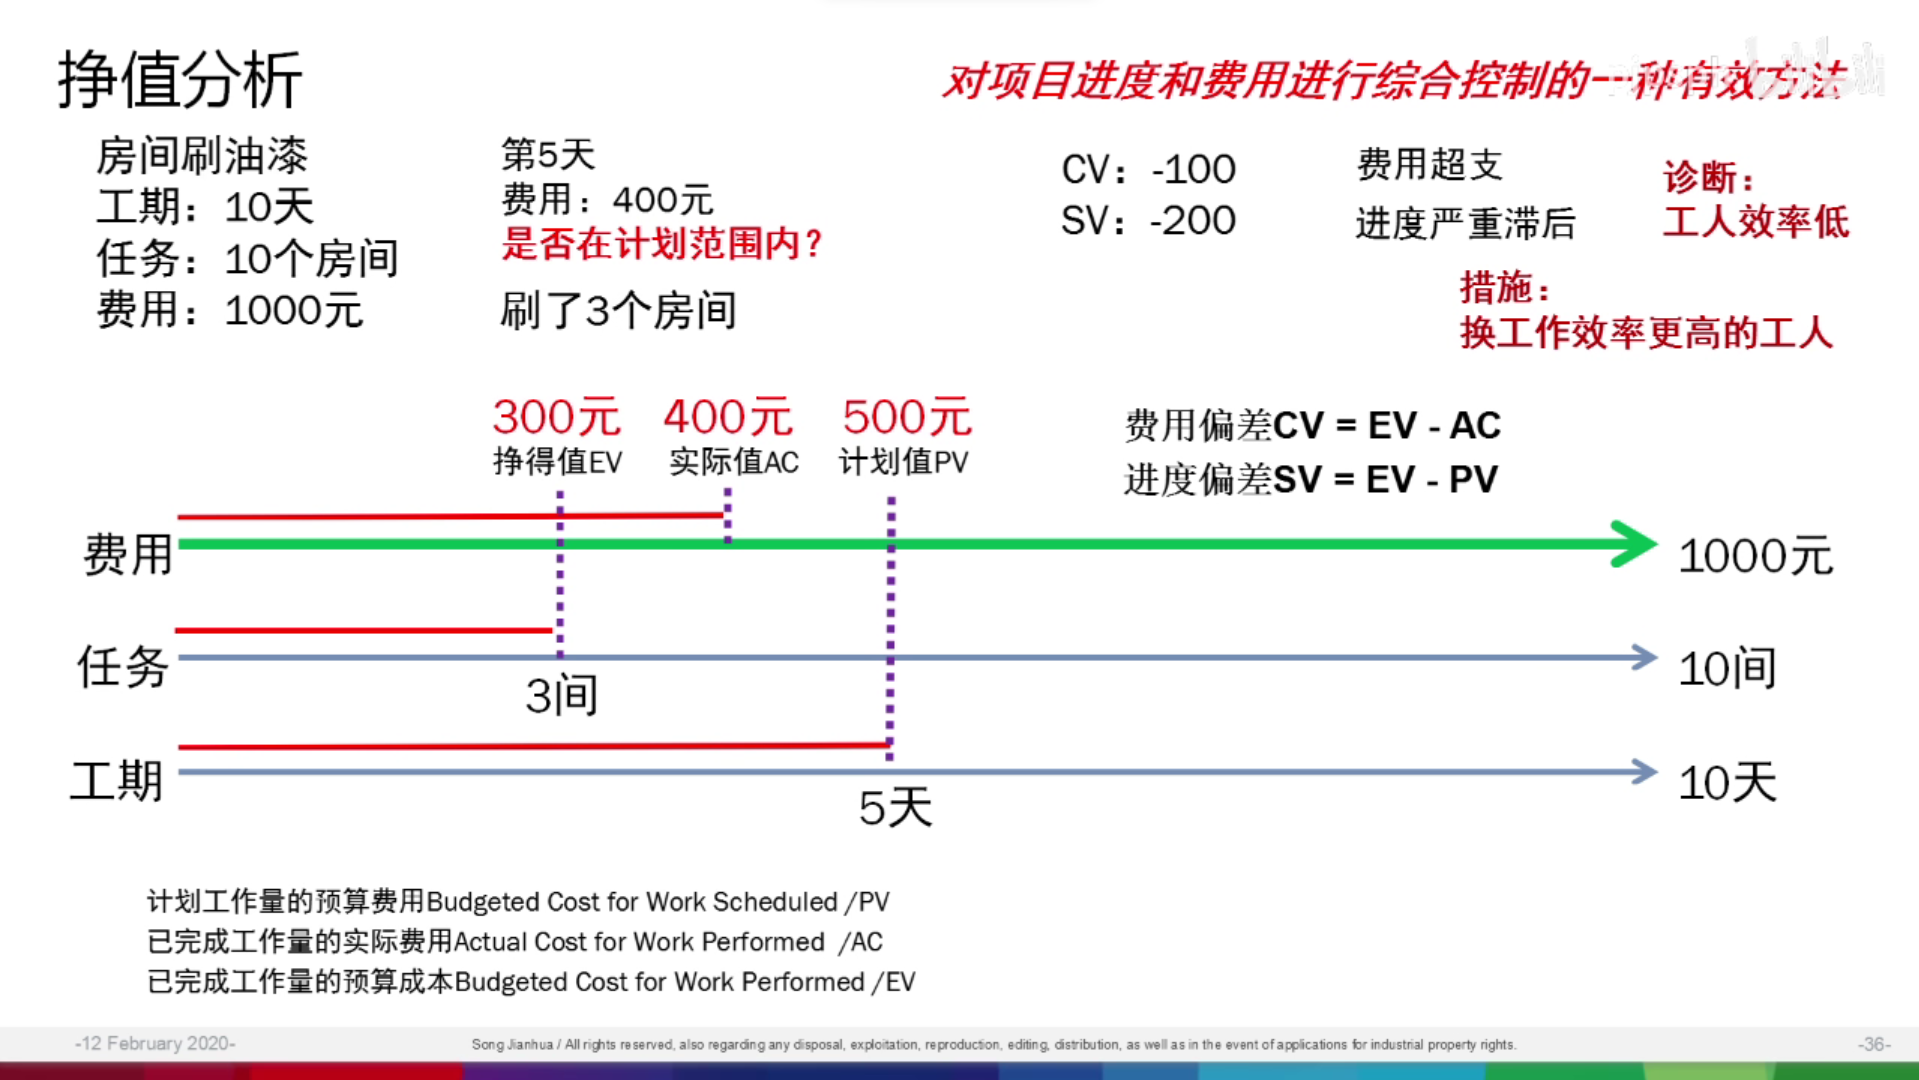 挣值分析
对项目进度和费用进行综合控制的一种有效方法
房间刷油漆
工期：10天
任务：10个房间
费用：1000元
第5天
费用：400元
是否在计划范围内？
刷了3个房间
CV：-100
SV：-200
费用超支
进度严重滞后
诊断：
工人效率低
措施：
换工作效率更高的工人
300元
挣得值EV
400元
实际值AC
500元
计划值PV
费用偏差CV = EV - AC
进度偏差SV = EV - PV
费用
1000元
任务
10间
3间
工期
10天
5天
计划工作量的预算费用Budgeted Cost for Work Scheduled /PV
已完成工作量的实际费用Actual Cost for Work Performed /AC
已完成工作量的预算成本Budgeted Cost for Work Performed /EV
-12 February 2020-
Song Jianhua / All rights reserved, also regarding any disposal, exploitation, reproduction, editing, distribution, as well as in the event of applications for industrial property rights.
-36-